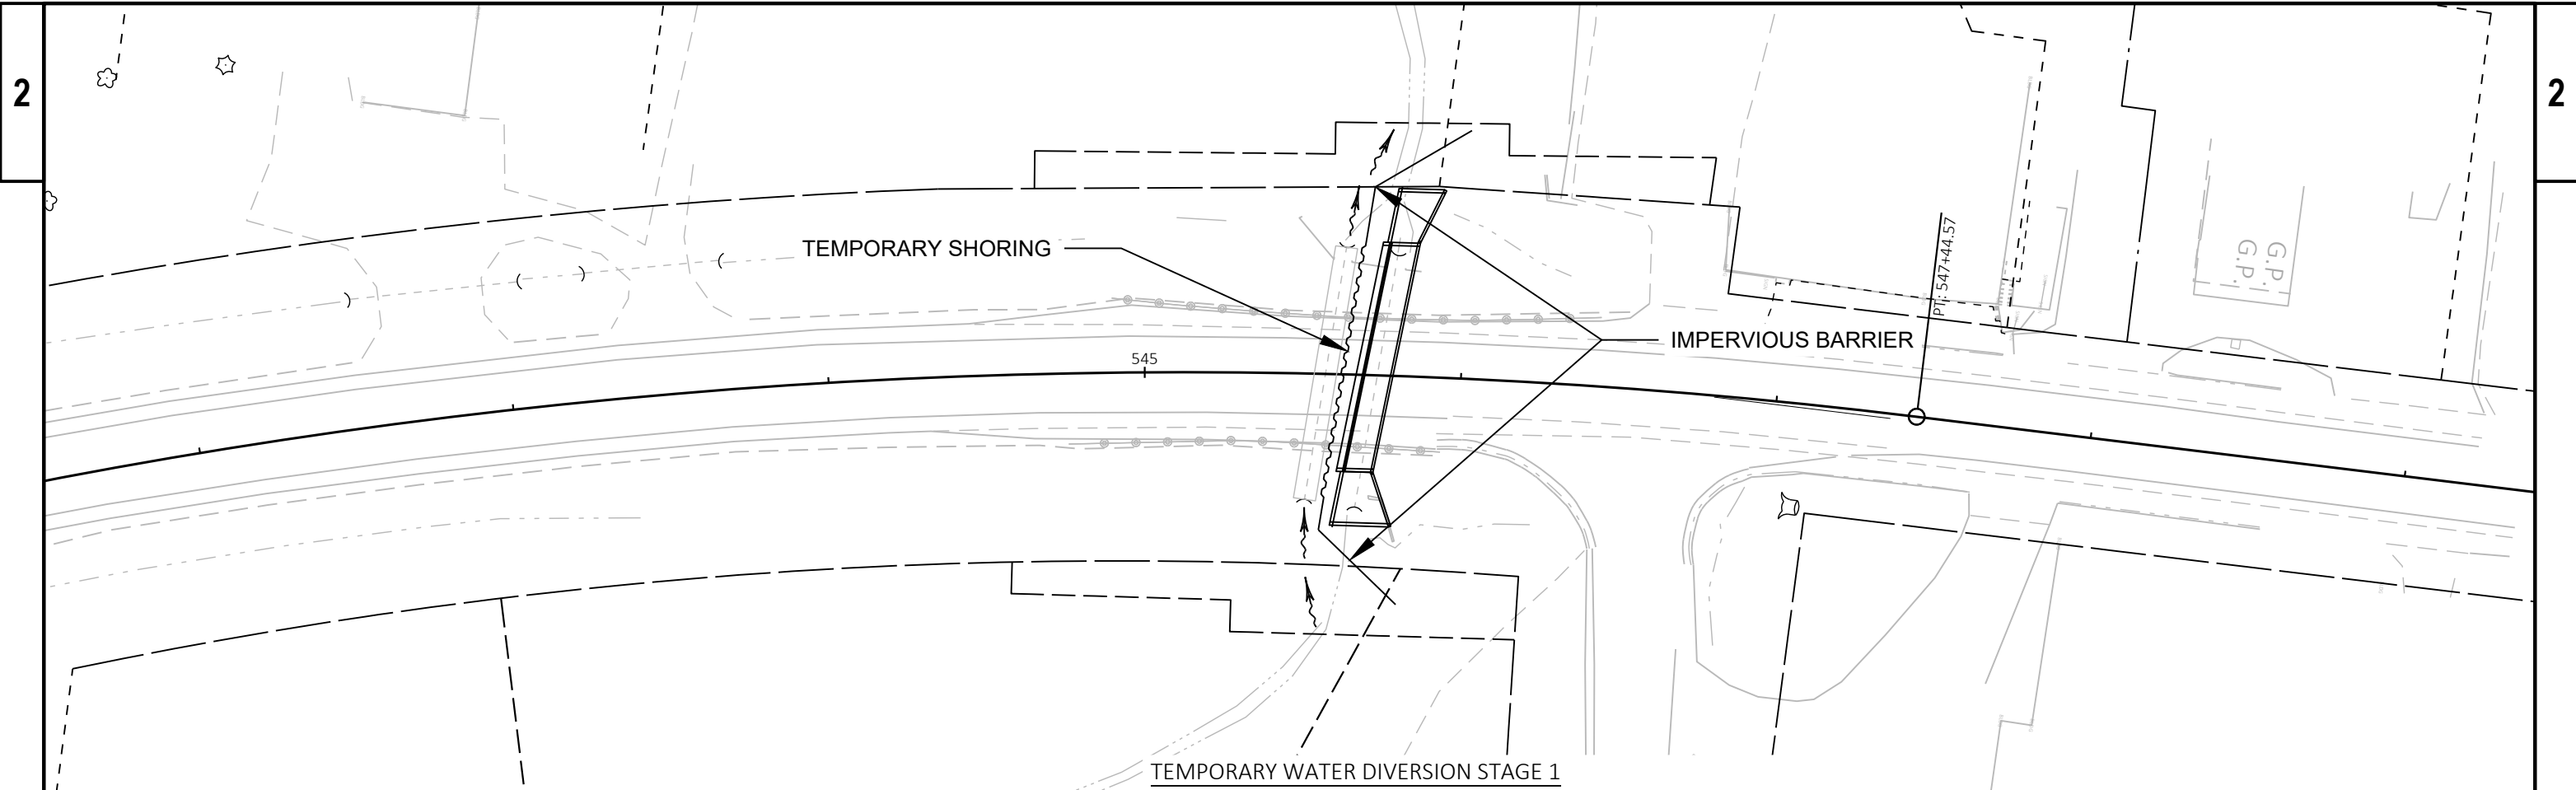 2
2
TEMPORARY SHORING
IMPERVIOUS BARRIER
545
PT: 547+44.57
G.P.
G.P.
TEMPORARY WATER DIVERSION STAGE 1